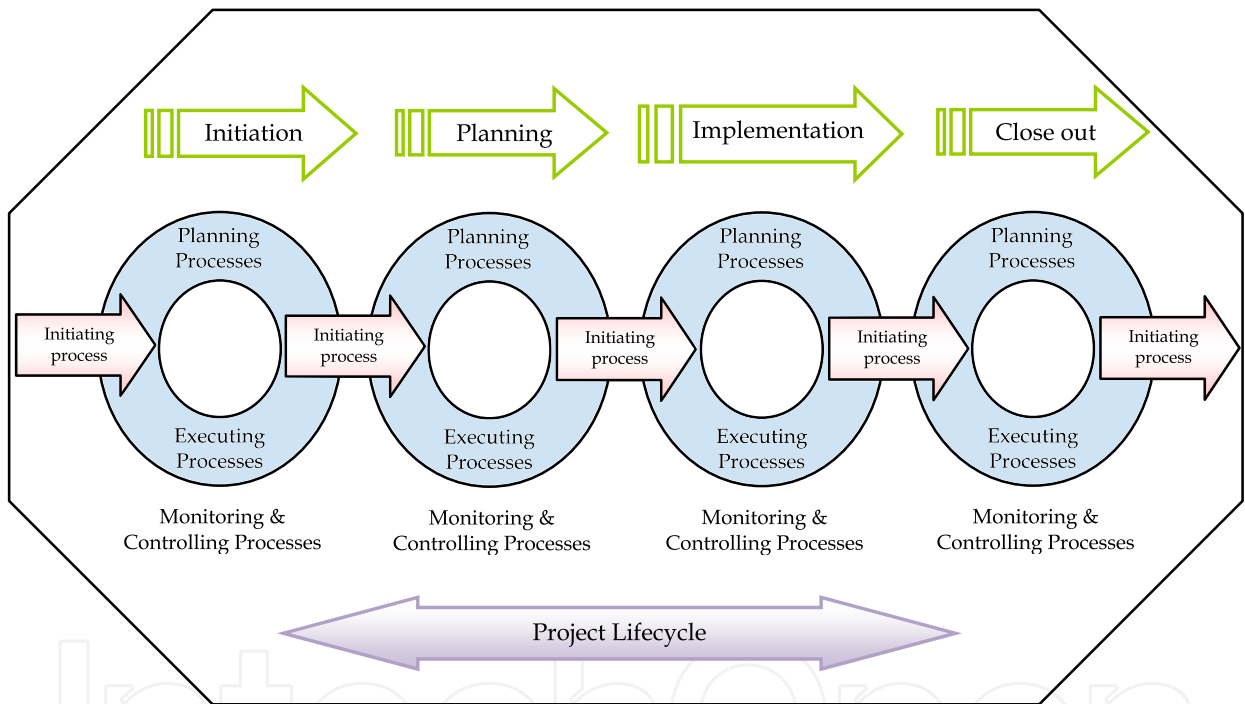 Initiation
Planning
Implementation
Close out
Planning
Processes
Planning
Processes
Planning
Processes
Planning
Processes
Initiating
process
Initiating
process
Initiating
process
Initiating
process
Initiating
process
Executing
Processes
Executing
Processes
Executing
Processes
Executing
Processes
Monitoring &
Controlling Processes
Monitoring &
Controlling Processes
Monitoring &
Controlling Processes
Monitoring &
Controlling Processes
Project Lifecycle
IntechOpen